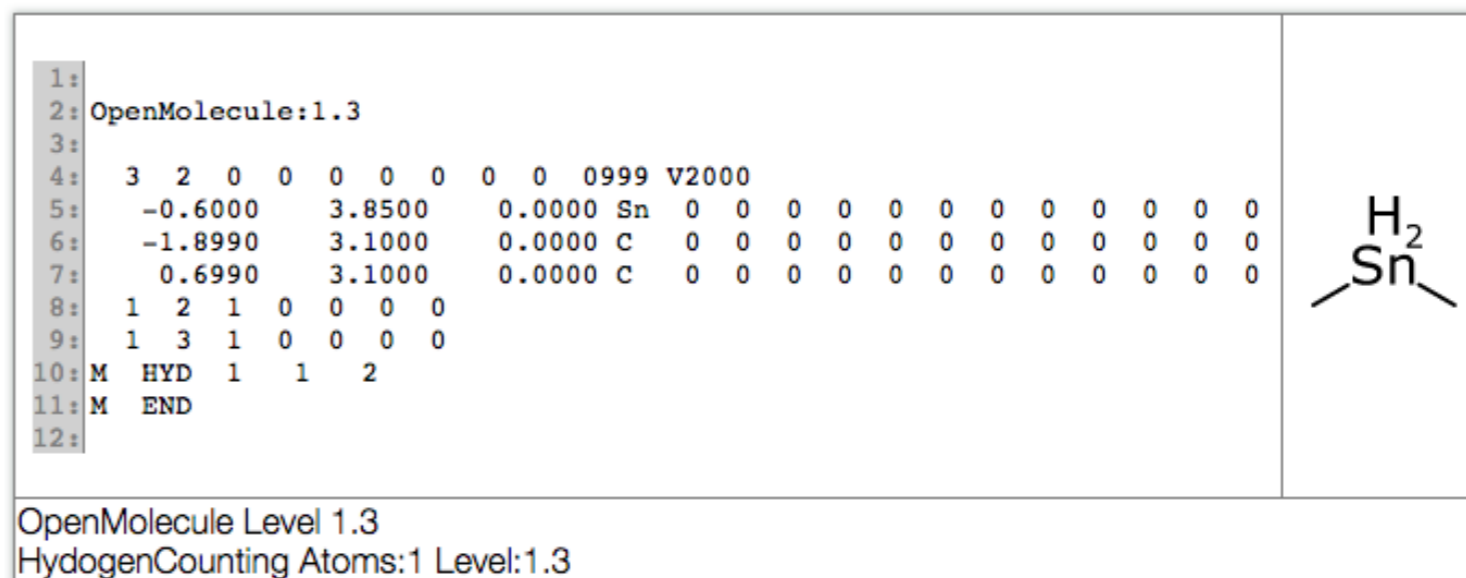 1:
2: OpenMolecule:1.3
3:
4: 3 2 0 0 0 0 0 0 0 0999 V2000
5: -0.6000 3.8500 0.0000 Sn 0 0 0 0 0 0 0 0 0 0 0 0
6: -1.8990 3.1000 0.0000 C 0 0 0 0 0 0 0 0 0 0 0 0
7: 0.6990 3.1000 0.0000 C 0 0 0 0 0 0 0 0 0 0 0 0
8: 1 2 1 0 0 0 0
9: 1 3 1 0 0 0 0
10: M HYD 1 1 2
11: M END
12:
H2
Sn
OpenMolecule Level 1.3
HydogenCounting Atoms:1 Level:1.3